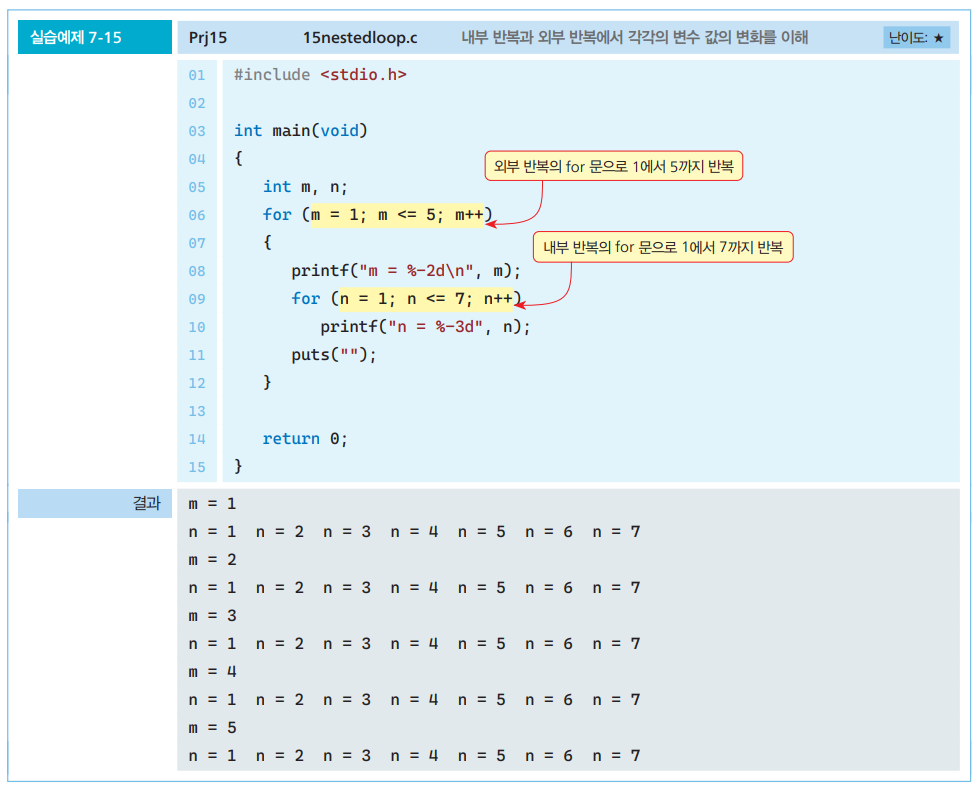 실습예제 7-15 Prj15 15nestedloop.c 내부 반복과 외부 반복에서 각각의 변수 값의 변화를 이해 난이도: ★
01 #include <stdio.h>
02
03 int main(void)
04 {
외부 반복의 for 문으로 1에서 5까지 반복
05 int m, n;
06 for (m = 1; m <= 5; m++)
07 {
내부 반복의 for 문으로 1에서 7까지 반복
08 printf("m = %-2d\n", m);
09 for (n = 1; n <= 7; n++)
10 printf("n = %-3d", n);
11 puts("");
12 }
13
14 return 0;
15 }
결과
m = 1
n = 1 n = 2 n = 3 n = 4 n = 5 n = 6 n = 7
m = 2
n = 1 n = 2 n = 3 n = 4 n = 5 n = 6 n = 7
m = 3
n = 1 n = 2 n = 3 n = 4 n = 5 n = 6 n = 7
m = 4
n = 1 n = 2 n = 3 n = 4 n = 5 n = 6 n = 7
m = 5
n = 1 n = 2 n = 3 n = 4 n = 5 n = 6 n = 7